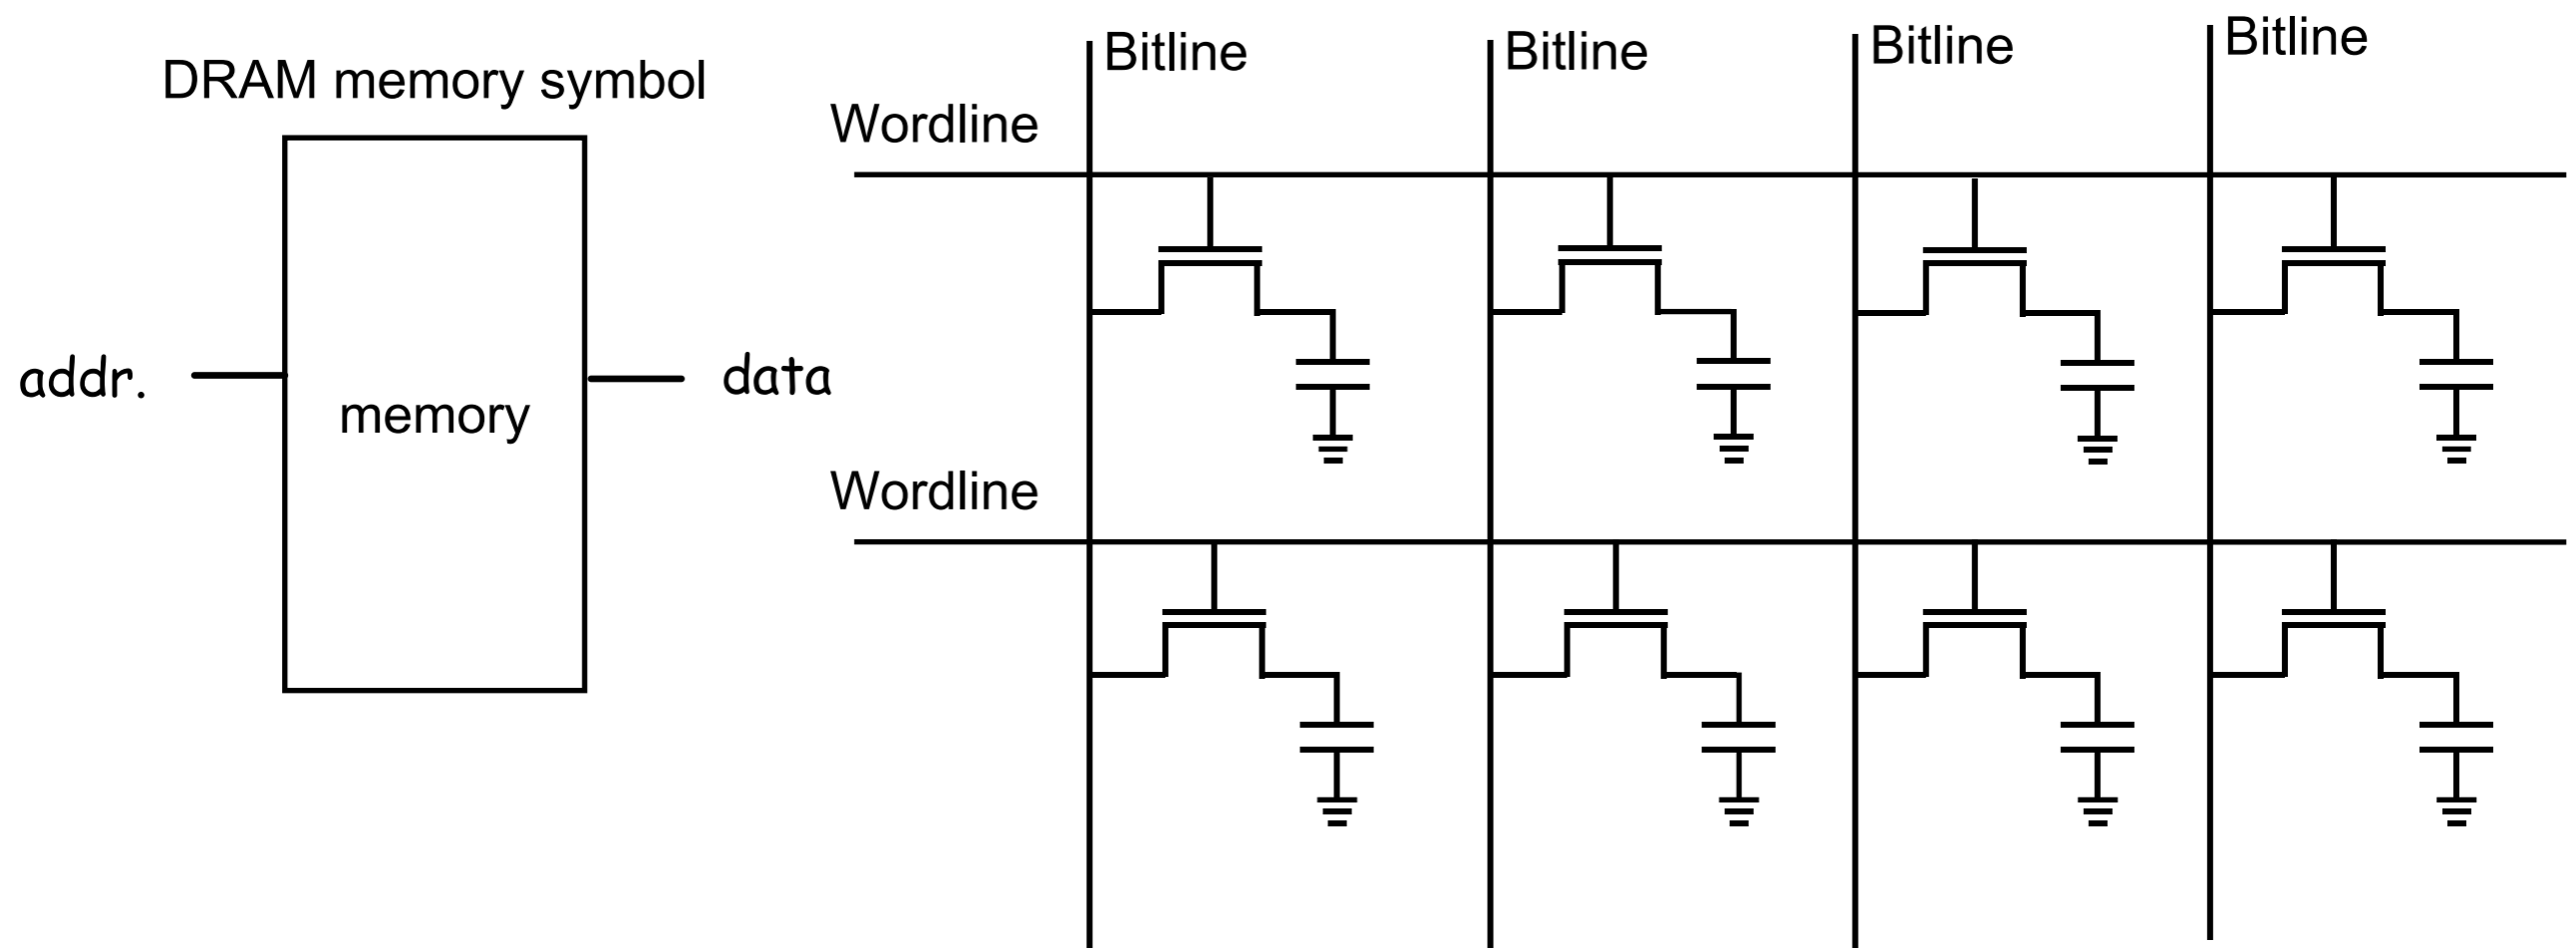 DRAM memory symbol
addr.
memory
data
Bitline
Bitline
Bitline
Bitline
Wordline
Wordline